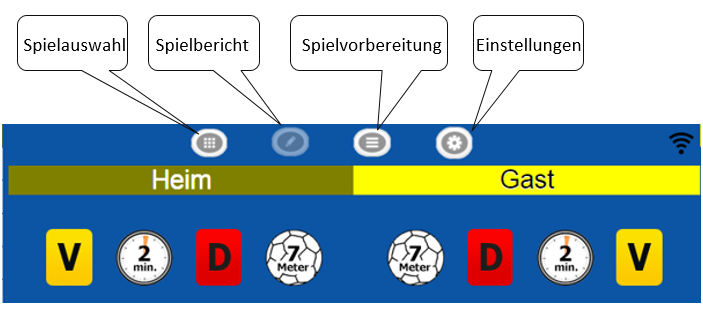 Spielauswahl Spielbericht Spielvorbereitung Einstellungen
Heim Gast
V 2 min. D 7 Meter 7 Meter D 2 min. V